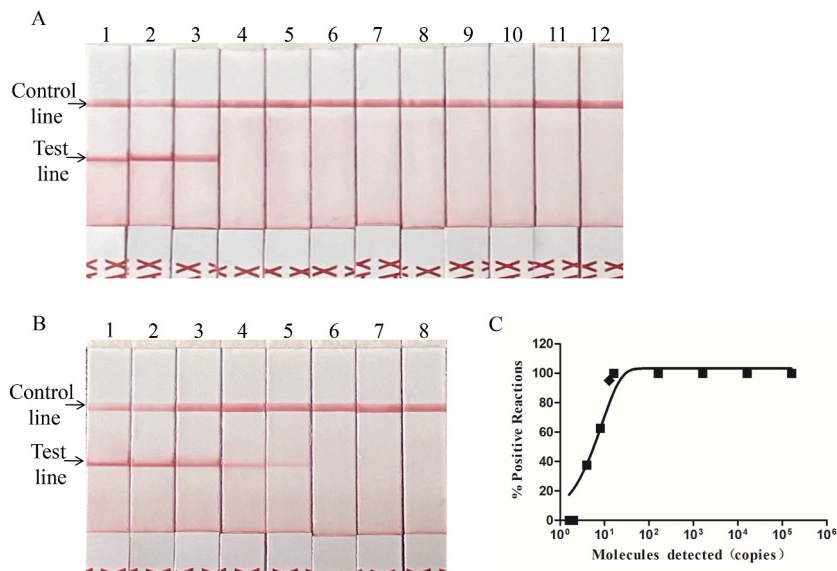 A
1 2 3 4 5 6 7 8 9 10 11 12
Control
line
Test
line
B
1 2 3 4 5 6 7 8
Control
line
Test
line
C
120
100
80
60
40
20
0
% Positive Reactions
10⁰ 10¹ 10² 10³ 10⁴ 10⁵ 10⁶
Molecules detected (copies)